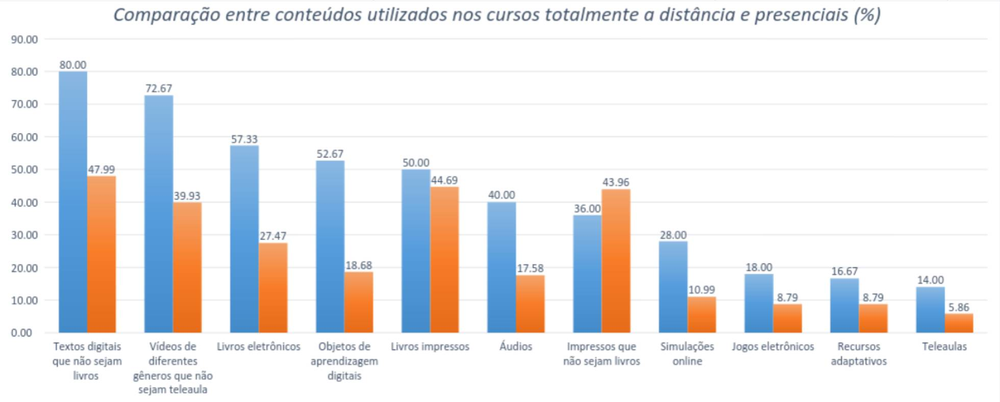 Comparação entre conteúdos utilizados nos cursos totalmente a distância e presenciais (%)
90.00
80.00
70.00
60.00
50.00
40.00
30.00
20.00
10.00
0.00
80.00
47.99
72.67
39.93
57.33
27.47
52.67
18.68
50.00
44.69
40.00
17.58
36.00
43.96
28.00
10.99
18.00
8.79
16.67
8.79
14.00
5.86
Textos digitais
que não sejam
livros
Vídeos de
diferentes
gêneros que não
sejam teleaula
Livros eletrônicos
Objetos de
aprendizagem
digitais
Livros impressos
Áudios
Impressos que
não sejam livros
Simulações
online
Jogos eletrônicos
Recursos
adaptativos
Teleaulas